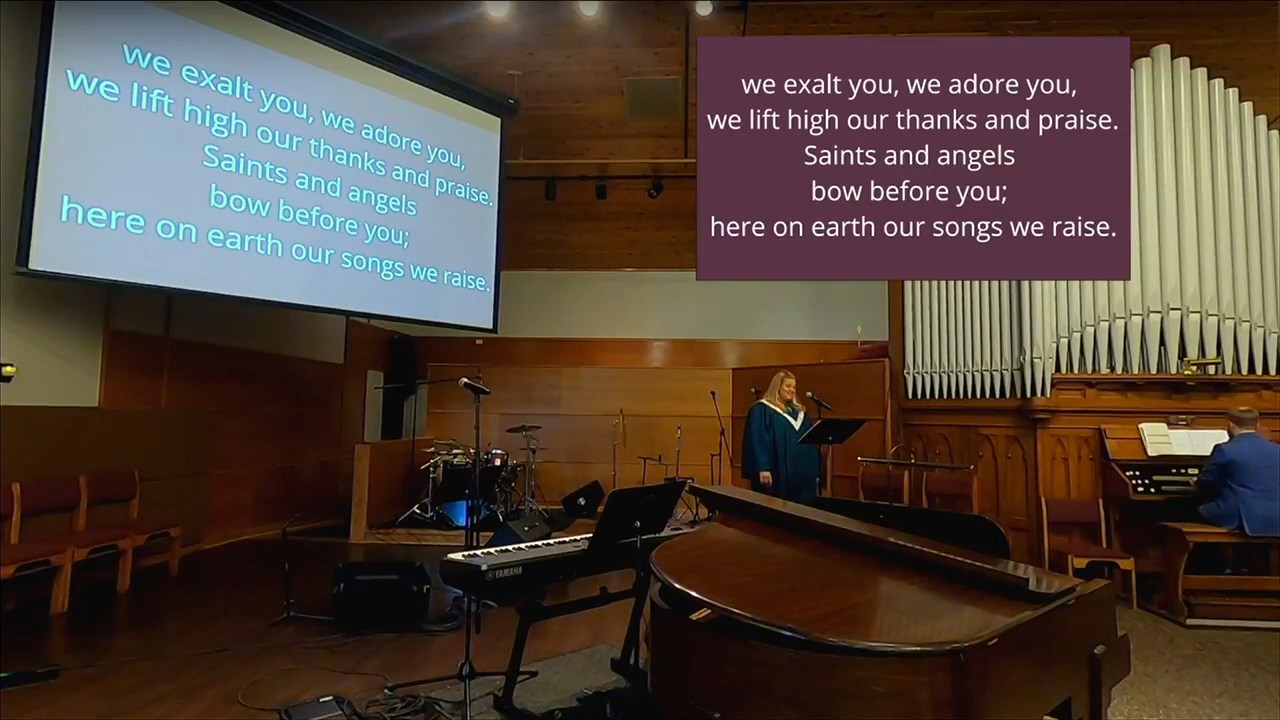 we exalt you, we adore you,
we lift high our thanks and praise.
Saints and angels
bow before you;
here on earth our songs we raise.
we exalt you, we adore you,
we lift high our thanks and praise.
Saints and angels
bow before you;
here on earth our songs we raise.
YAMAHA